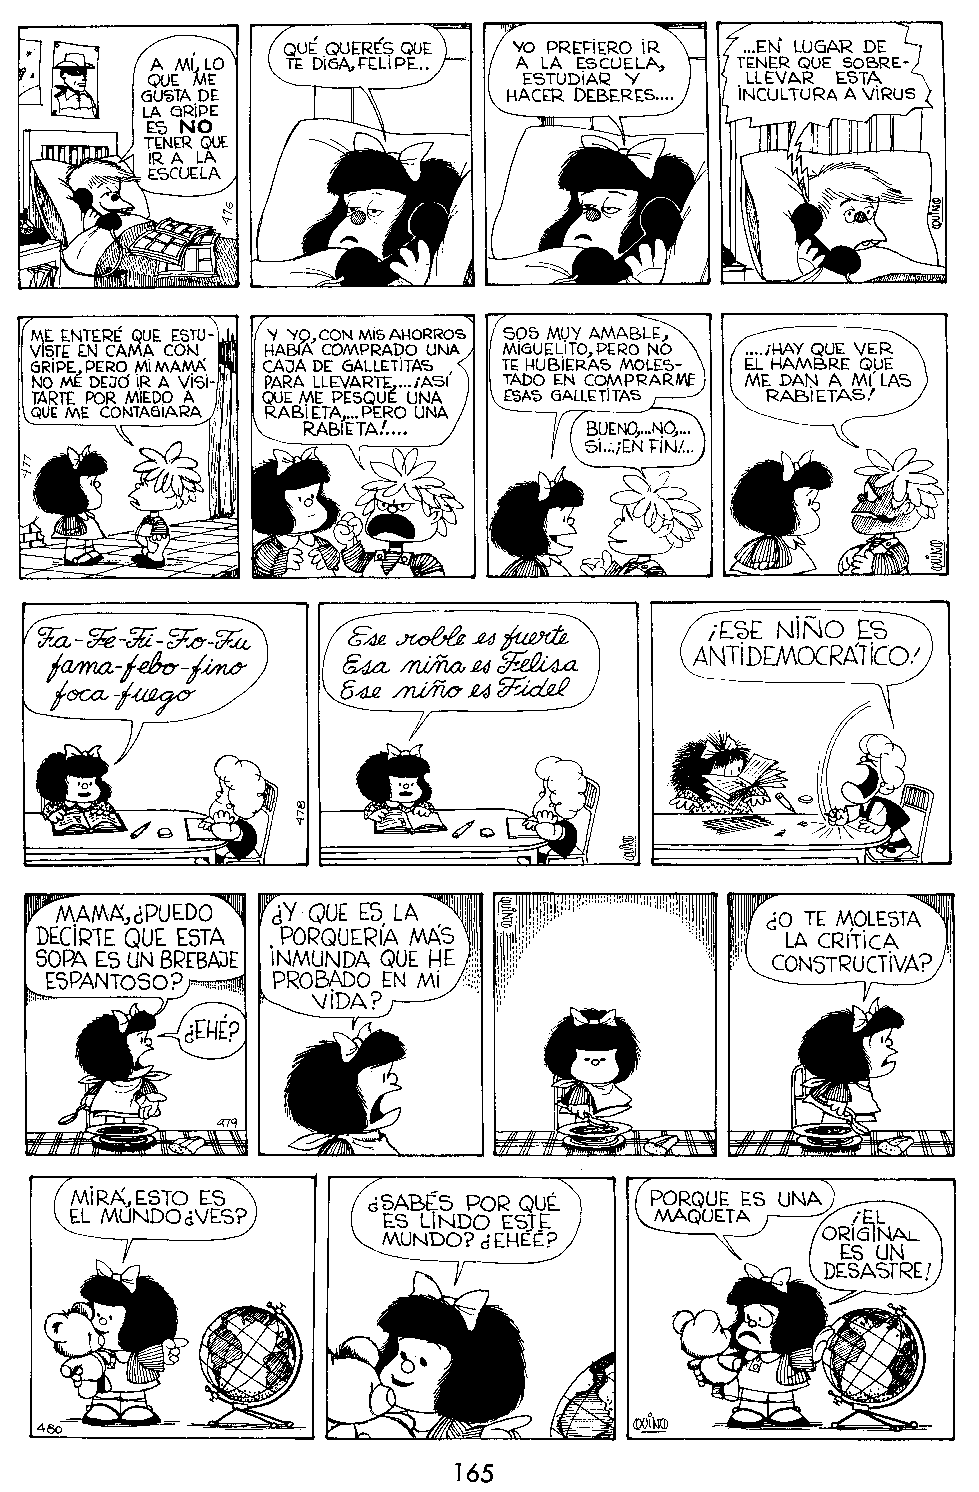 A MÍ, LO
QUE ME
GUSTA DE
LA GRIPE
ES NO
TENER QUE
IR A LA
ESCUELA
476
QUÉ QUERÉS QUE
TE DIGA, FELIPE..
YO PREFIERO IR
A LA ESCUELA,
ESTUDIAR Y
HACER DEBERES....
...EN LUGAR DE
TENER QUE SOBRE-
LLEVAR ESTA
INCULTURA A VIRUS
QUINO
ME ENTERÉ QUE ESTU-
VISTE EN CAMA CON
GRIPE, PERO MI MAMÁ
NO ME DEJÓ IR A VISI-
TARTE POR MIEDO A
QUE ME CONTAGIARA
477
Y YO, CON MIS AHORROS
HABÍA COMPRADO UNA
CAJA DE GALLETITAS
PARA LLEVARTE,...¡ASÍ
QUE ME PESQUÉ UNA
RABIETA,...PERO UNA
RABIETA!....
SOS MUY AMABLE,
MIGUELITO, PERO NO
TE HUBIERAS MOLES-
TADO EN COMPRARME
ESAS GALLETITAS
BUENO,...NO,...
SI...¡EN FIN!...
....¡HAY QUE VER
EL HAMBRE QUE
ME DAN A MÍ LAS
RABIETAS!
QUINO
Fa-Fe-Fi-Fo-Fu
fama-febo-fino
foca-fuego
478
Ese roble es fuerte
Esa niña es Felisa
Ese niño es Fidel
QUINO
¡ESE NIÑO ES
ANTIDEMOCRÁTICO!
MAMÁ, ¿PUEDO
DECIRTE QUE ESTA
SOPA ES UN BREBAJE
ESPANTOSO?
¿EHÉ?
479
¿Y QUE ES LA
PORQUERÍA MÁS
INMUNDA QUE HE
PROBADO EN MI
VIDA?
QUINO
¿O TE MOLESTA
LA CRÍTICA
CONSTRUCTIVA?
MIRÁ, ESTO ES
EL MUNDO ¿VES?
480
¿SABÉS POR QUÉ
ES LINDO ESTE
MUNDO? ¿EHÉÉ?
PORQUE ES UNA
MAQUETA
¡EL
ORIGINAL
ES UN
DESASTRE!
QUINO
165